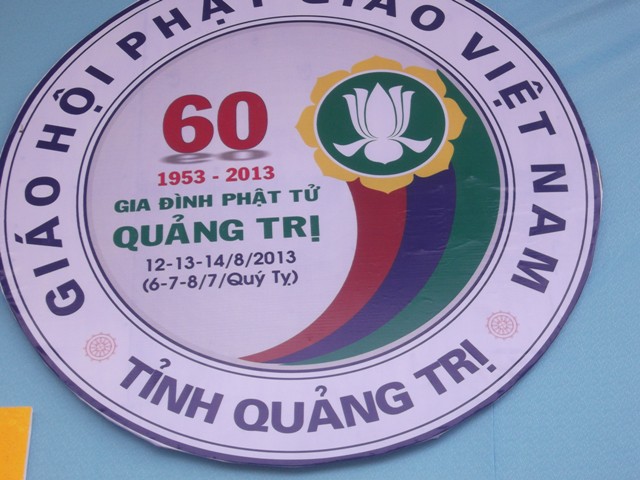 GIÁO HỘI PHẬT GIÁO VIỆT NAM
60
1953 - 2013
GIA ĐÌNH PHẬT TỬ
QUẢNG TRỊ
12-13-14/8/2013
(6-7-8/7/Quý Tỵ)
TỈNH QUẢNG TRỊ